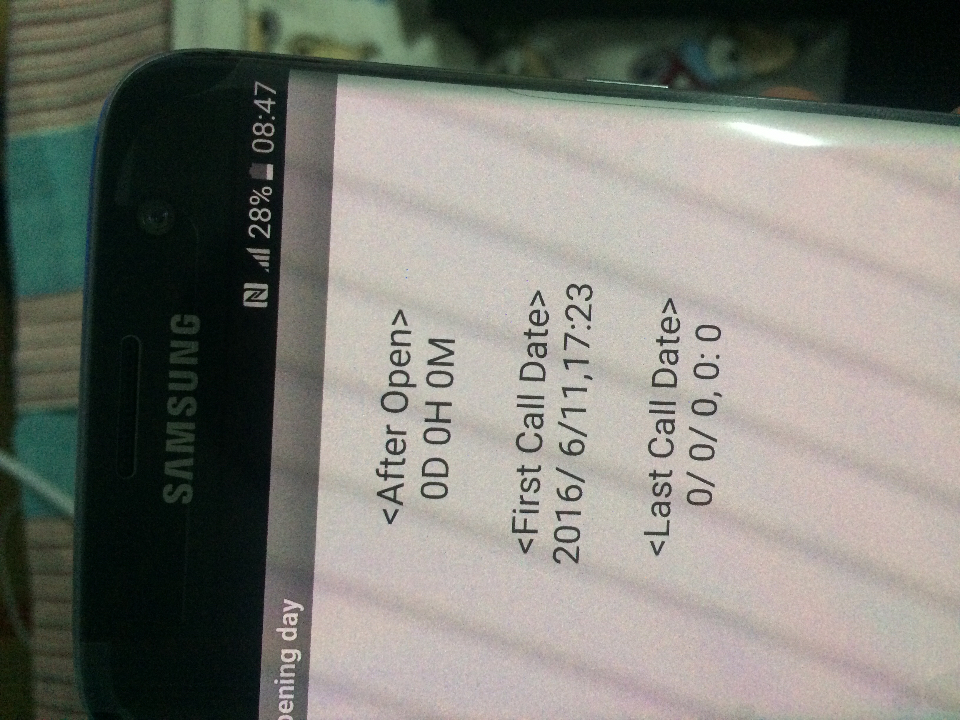 SAMSUNG
28% 08:47
pening day
<After Open>
0D 0H 0M
<First Call Date>
2016/ 6/11,17:23
<Last Call Date>
0/ 0/ 0, 0: 0